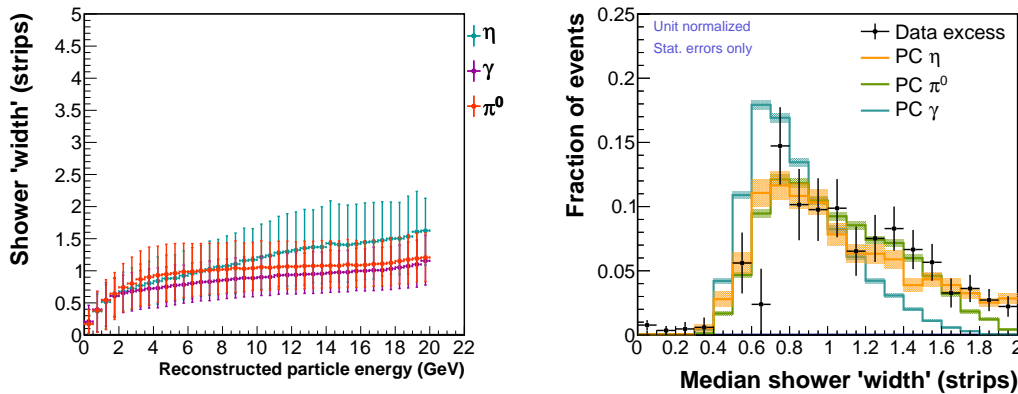 Shower 'width' (strips)
5
4.5
4
3.5
3
2.5
2
1.5
1
0.5
0
0 2 4 6 8 10 12 14 16 18 20 22
Reconstructed particle energy (GeV)
η
γ
π⁰
Fraction of events
0.25
0.2
0.15
0.1
0.05
0
0 0.2 0.4 0.6 0.8 1 1.2 1.4 1.6 1.8 2
Median shower 'width' (strips)
Unit normalized
Stat. errors only
Data excess
PC η
PC π⁰
PC γ